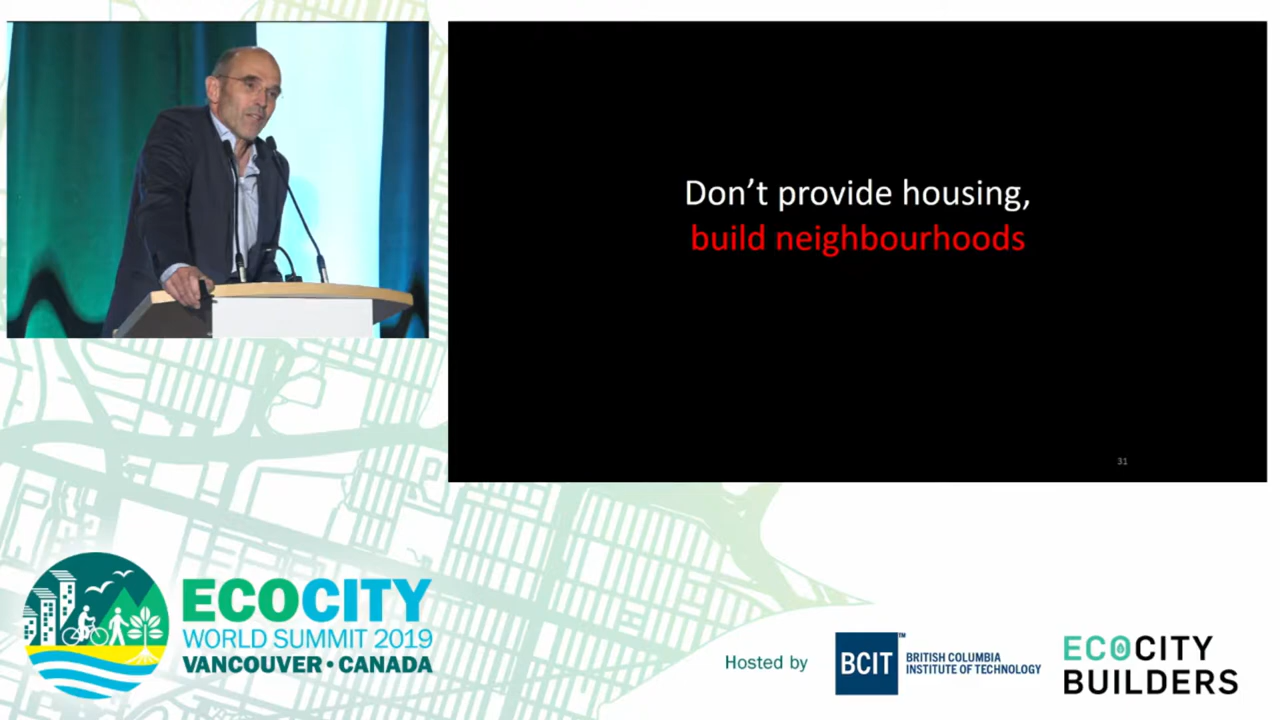 Don't provide housing,
build neighbourhoods
31
ECOCITY
WORLD SUMMIT 2019
VANCOUVER • CANADA
Hosted by
BCIT™
BRITISH COLUMBIA
INSTITUTE OF TECHNOLOGY
ECOCITY
BUILDERS